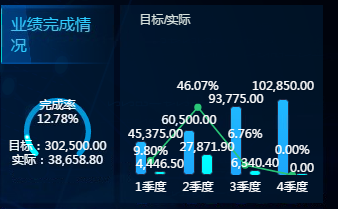 业绩完成情
况
完成率
12.78%
目标：302,500.00
实际：38,658.80
目标/实际
46.07%
102,850.00
93,775.00
60,500.00
45,375.00
6.76%
27,871.90
9.80%
0.00%
4,446.50
6,340.40
0.00
1季度 2季度 3季度 4季度